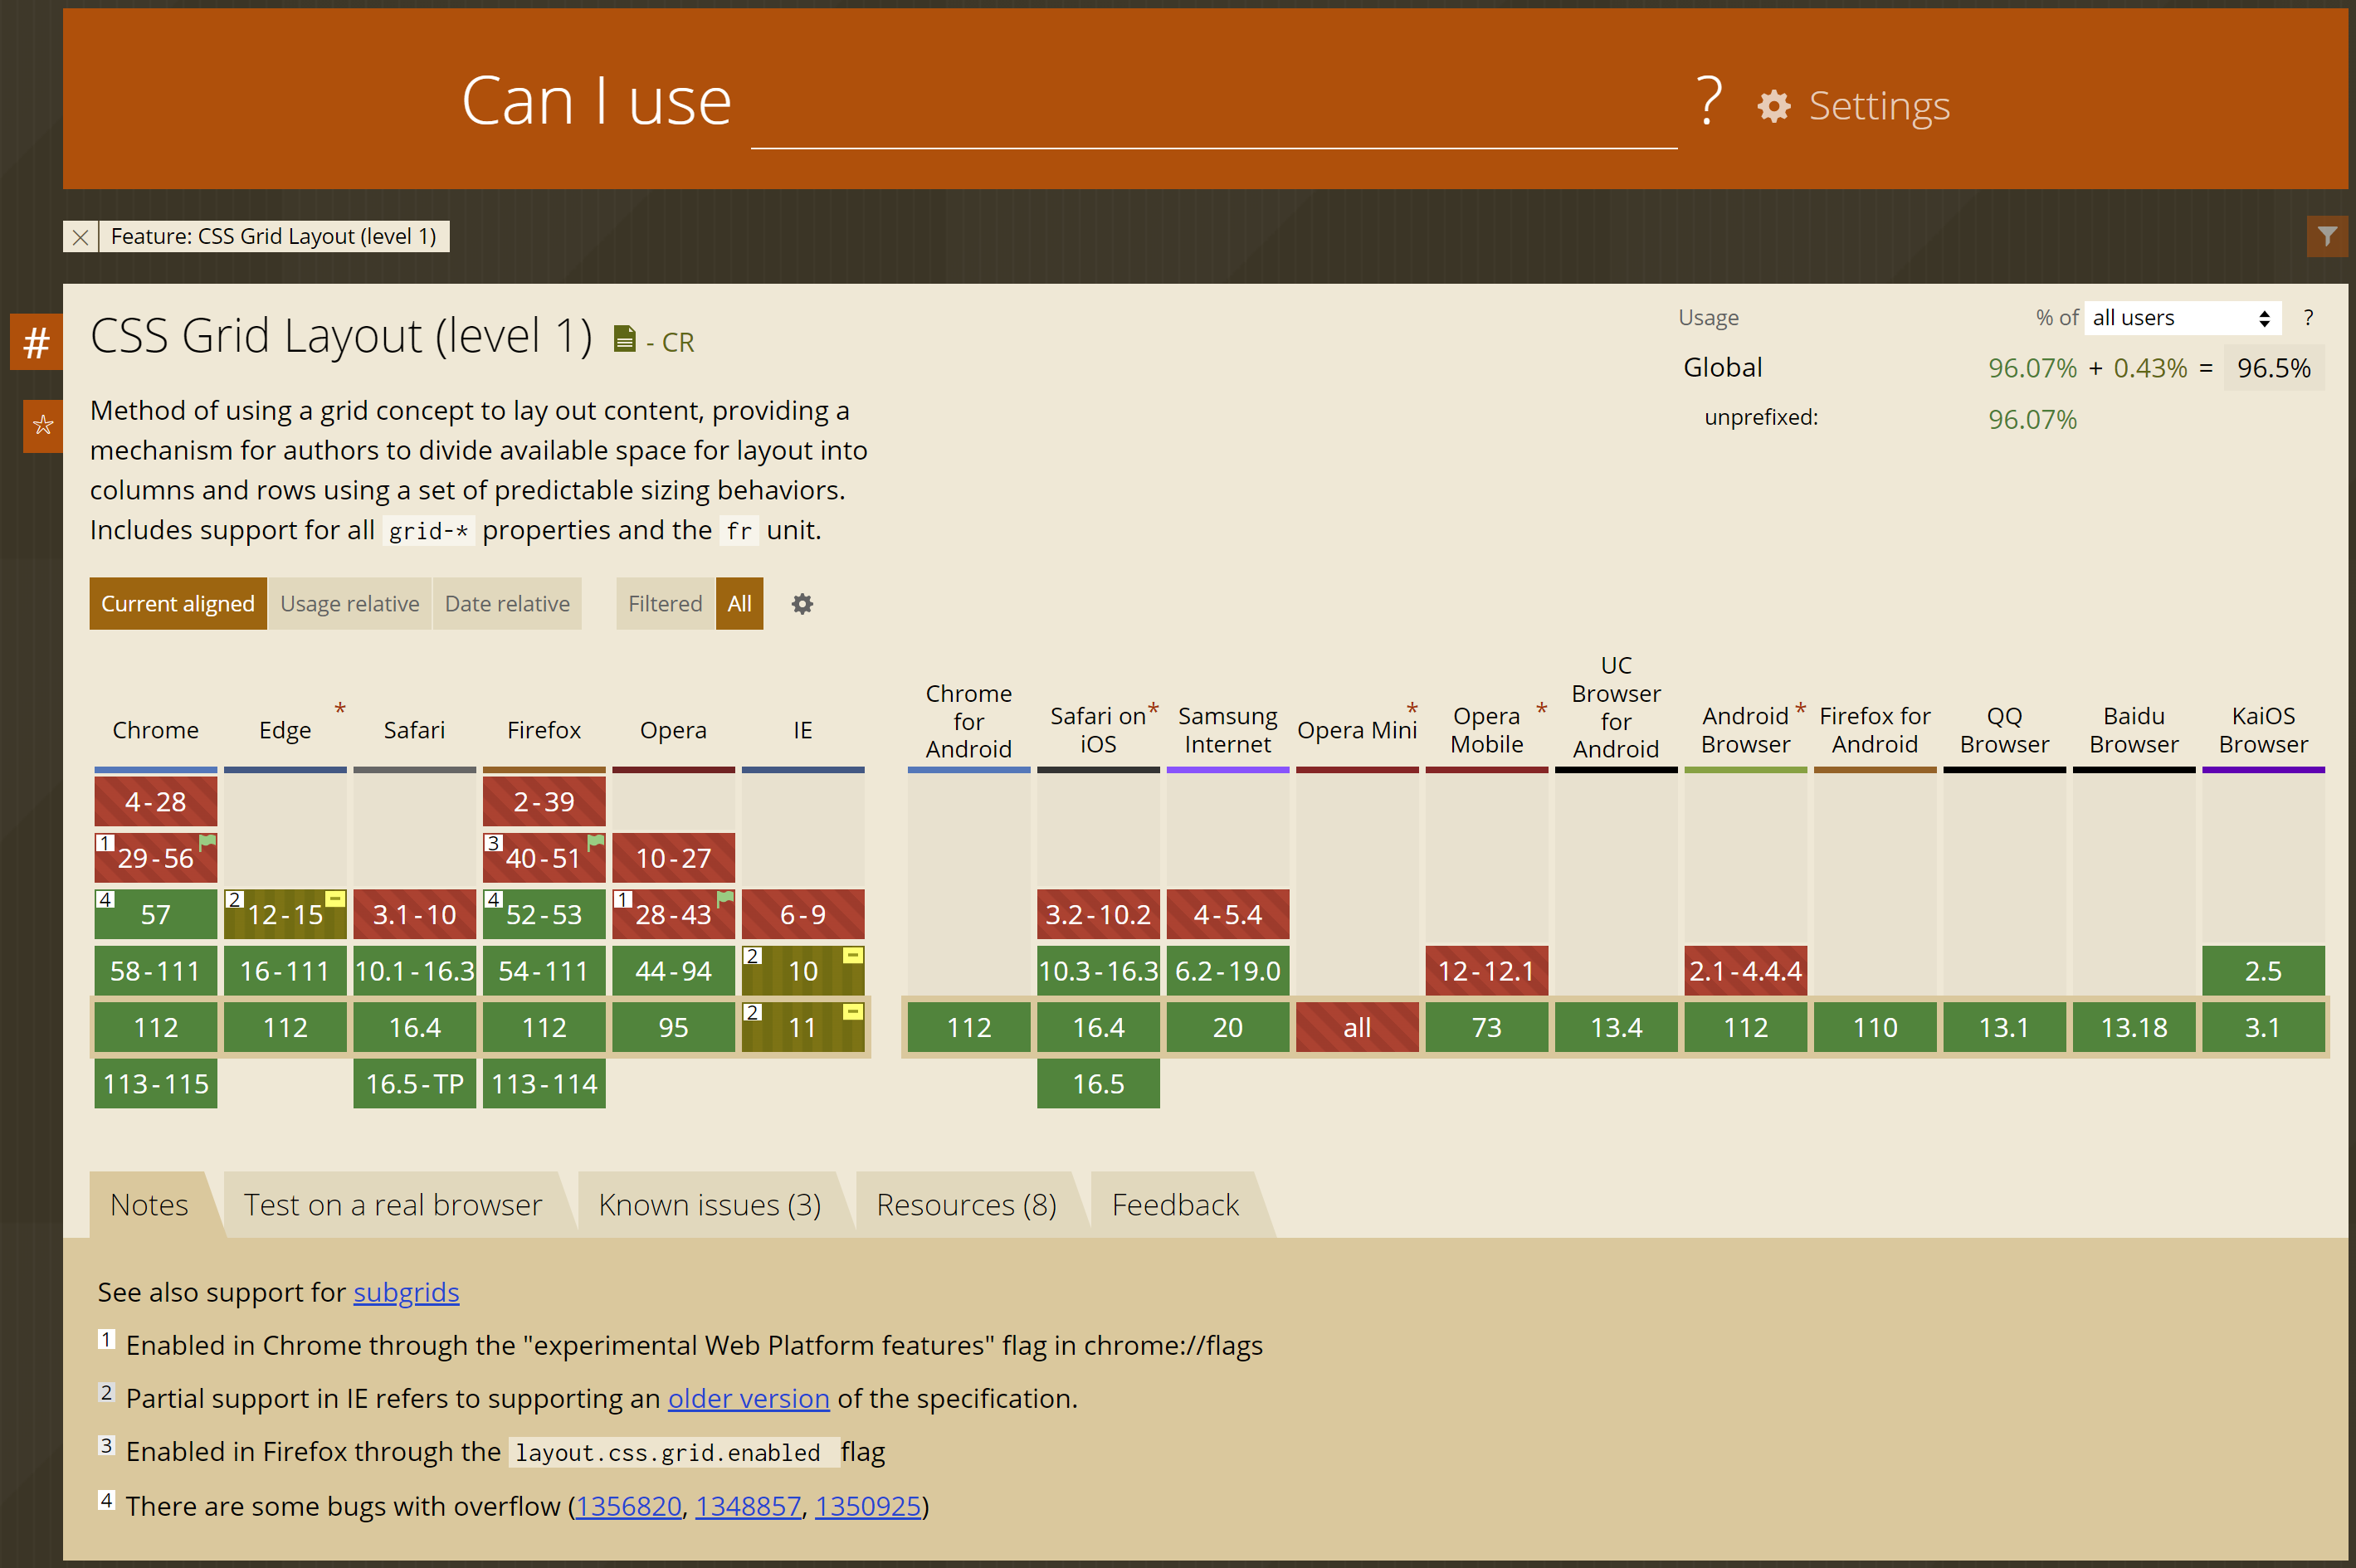 Can I use ? Settings
Feature: CSS Grid Layout (level 1)
#
CSS Grid Layout (level 1) - CR
Usage % of all users ?
Global 96.07% + 0.43% = 96.5%
unprefixed: 96.07%
Method of using a grid concept to lay out content, providing a
mechanism for authors to divide available space for layout into
columns and rows using a set of predictable sizing behaviors.
Includes support for all grid-* properties and the fr unit.
Current aligned Usage relative Date relative Filtered All
Chrome Edge * Safari Firefox Opera IE Chrome for Android Safari on iOS * Samsung Internet Opera Mini * Opera Mobile * UC Browser for Android Android Browser * Firefox for Android QQ Browser Baidu Browser KaiOS Browser
4-28 2-39
1 29-56 3 40-51 10-27
4 57 2 12-15 3.1-10 4 52-53 1 28-43 6-9 3.2-10.2 4-5.4
58-111 16-111 10.1-16.3 54-111 44-94 2 10 10.3-16.3 6.2-19.0 12-12.1 2.1-4.4.4 2.5
112 112 16.4 112 95 2 11 112 16.4 20 all 73 13.4 112 110 13.1 13.18 3.1
113-115 16.5-TP 113-114 16.5
Notes Test on a real browser Known issues (3) Resources (8) Feedback
See also support for subgrids
1 Enabled in Chrome through the "experimental Web Platform features" flag in chrome://flags
2 Partial support in IE refers to supporting an older version of the specification.
3 Enabled in Firefox through the layout.css.grid.enabled flag
4 There are some bugs with overflow (1356820, 1348857, 1350925)